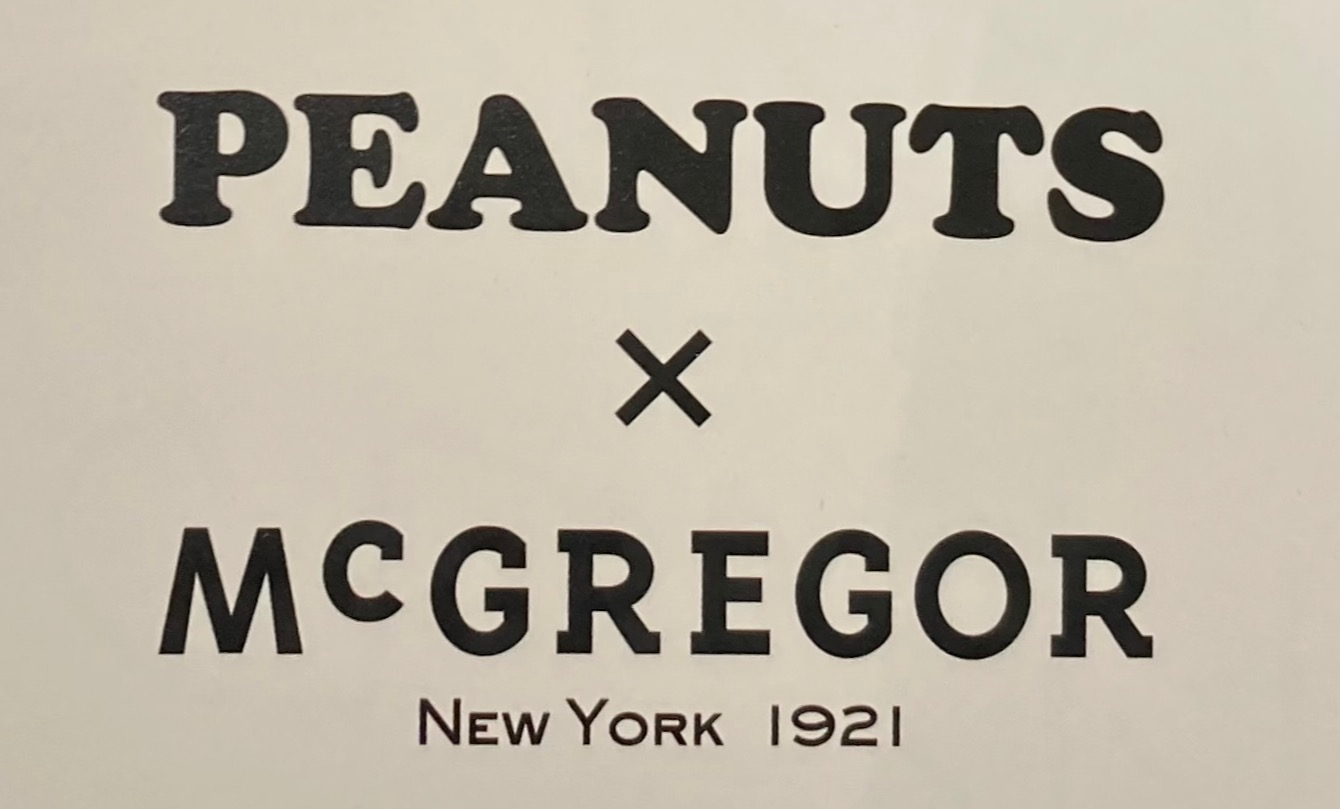 PEANUTS
×
McGREGOR
NEW YORK 1921